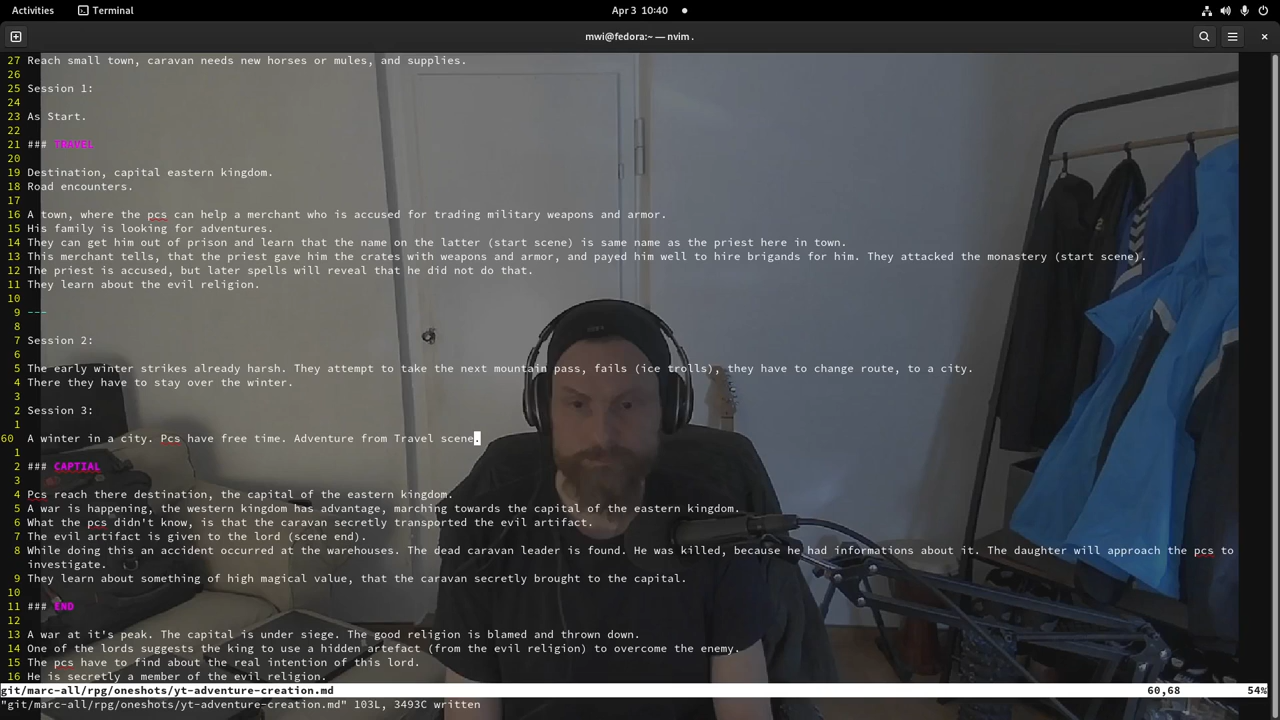 Activities Terminal Apr 3 10:40
mwi@fedora:~ — nvim .
27 Reach small town, caravan needs new horses or mules, and supplies.
26
25 Session 1:
24
23 As Start.
22
21 ### TRAVEL
20
19 Destination, capital eastern kingdom.
18 Road encounters.
17
16 A town, where the pcs can help a merchant who is accused for trading military weapons and armor.
15 His family is looking for adventures.
14 They can get him out of prison and learn that the name on the latter (start scene) is same name as the priest here in town.
13 This merchant tells, that the priest gave him the crates with weapons and armor, and payed him well to hire brigands for him. They attacked the monastery (start scene).
12 The priest is accused, but later spells will reveal that he did not do that.
11 They learn about the evil religion.
10
9 ---
8
7 Session 2:
6
5 The early winter strikes already harsh. They attempt to take the next mountain pass, fails (ice trolls), they have to change route, to a city.
4 There they have to stay over the winter.
3
2 Session 3:
1
60 A winter in a city. Pcs have free time. Adventure from Travel scene.
1
2 ### CAPTIAL
3
4 Pcs reach there destination, the capital of the eastern kingdom.
5 A war is happening, the western kingdom has advantage, marching towards the capital of the eastern kingdom.
6 What the pcs didn't know, is that the caravan secretly transported the evil artifact.
7 The evil artifact is given to the lord (scene end).
8 While doing this an accident occurred at the warehouses. The dead caravan leader is found. He was killed, because he had informations about it. The daughter will approach the pcs to
investigate.
9 They learn about something of high magical value, that the caravan secretly brought to the capital.
10
11 ### END
12
13 A war at it's peak. The capital is under siege. The good religion is blamed and thrown down.
14 One of the lords suggests the king to use a hidden artefact (from the evil religion) to overcome the enemy.
15 The pcs have to find about the real intention of this lord.
16 He is secretly a member of the evil religion.
git/marc-all/rpg/oneshots/yt-adventure-creation.md 60,68 54%
"git/marc-all/rpg/oneshots/yt-adventure-creation.md" 103L, 3493C written